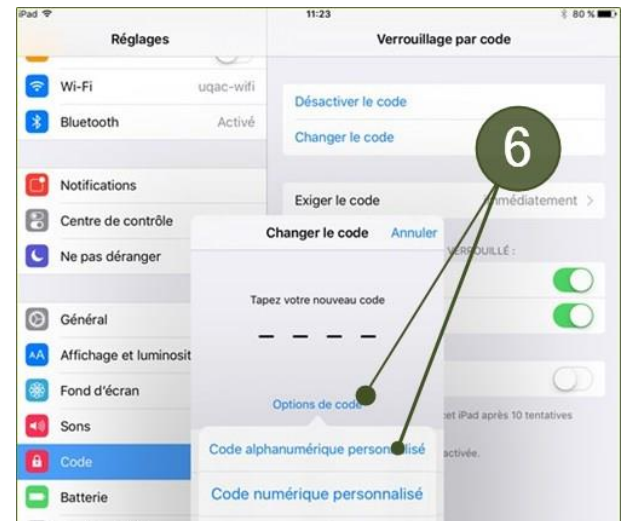 iPad 11:23 80 %
Réglages
Verrouillage par code
Wi-Fi uqac-wifi
Bluetooth Activé
Notifications
Centre de contrôle
Ne pas déranger
Général
Affichage et luminosit
Fond d'écran
Sons
Code
Batterie
Désactiver le code
Changer le code
6
Exiger le code mmédiatement
VERROUILLÉ :
Changer le code Annuler
Tapez votre nouveau code
Options de code
Code alphanumérique personnalisé
Code numérique personnalisé
cet iPad après 10 tentatives
activée.